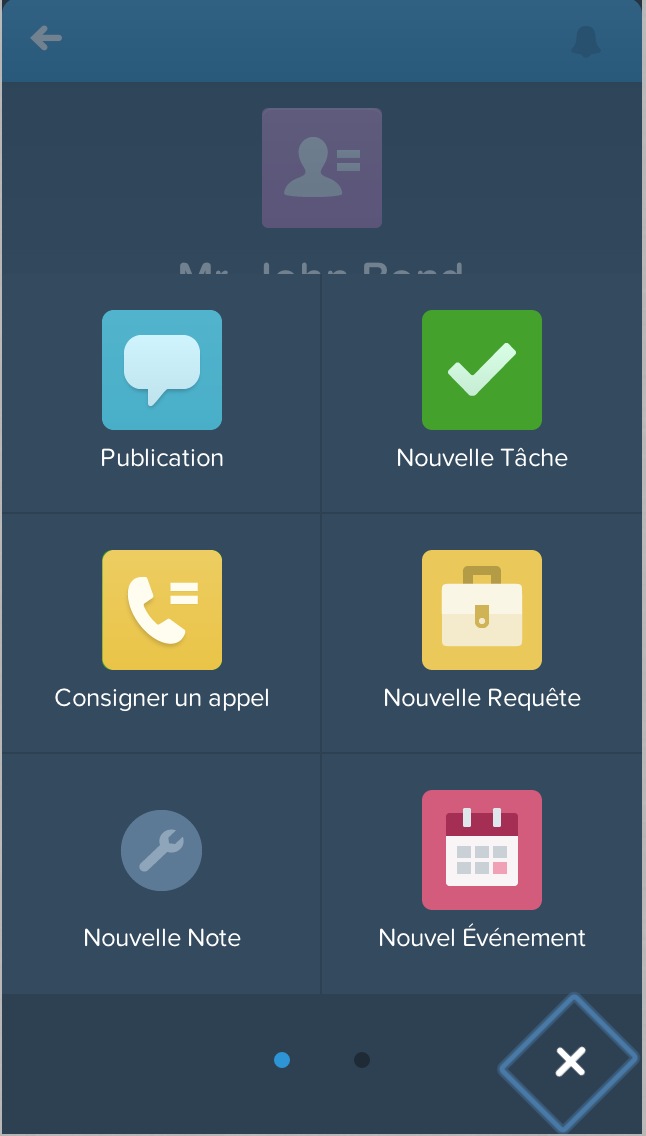 Mr. John Bond
Publication
Nouvelle Tâche
Consigner un appel
Nouvelle Requête
Nouvelle Note
Nouvel Événement